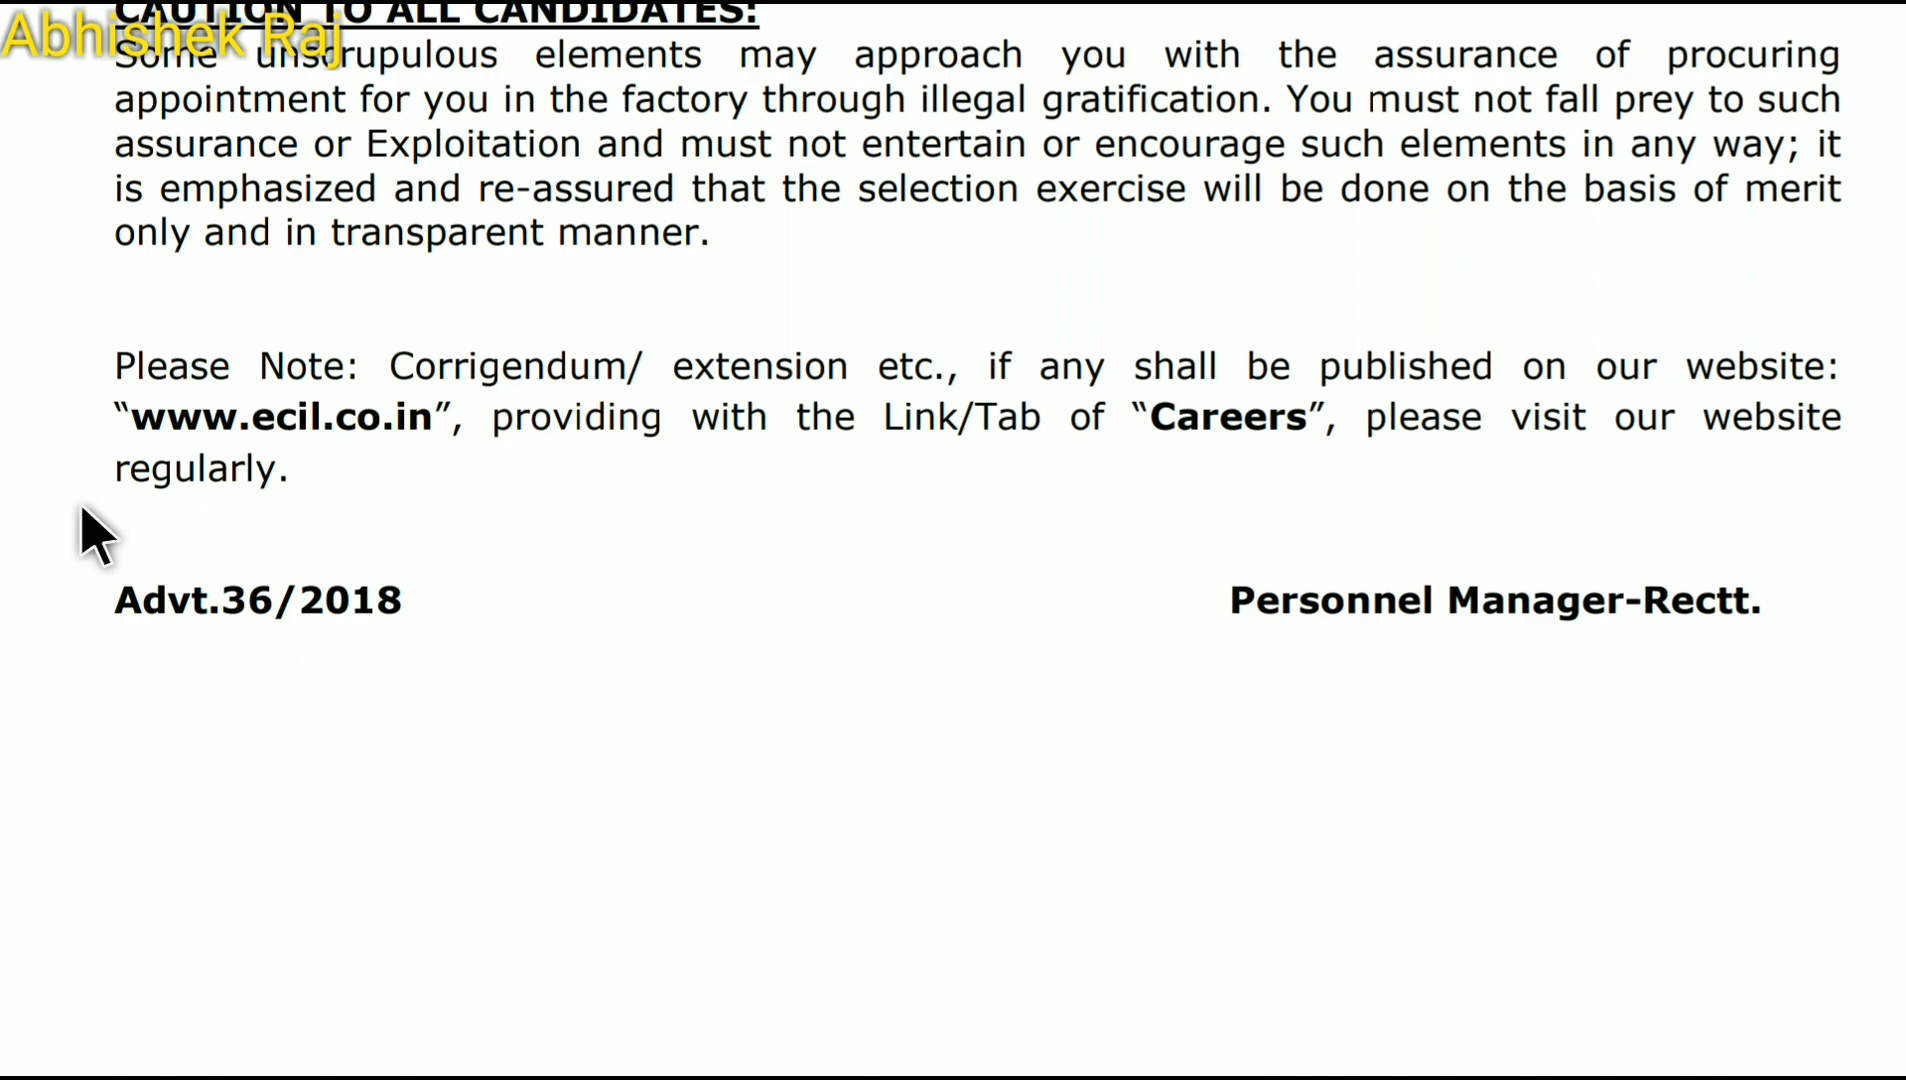 CAUTION TO ALL CANDIDATES:
Abhishek Raj
Some unscrupulous elements may approach you with the assurance of procuring
appointment for you in the factory through illegal gratification. You must not fall prey to such
assurance or Exploitation and must not entertain or encourage such elements in any way; it
is emphasized and re-assured that the selection exercise will be done on the basis of merit
only and in transparent manner.
Please Note: Corrigendum/ extension etc., if any shall be published on our website:
“www.ecil.co.in”, providing with the Link/Tab of “Careers”, please visit our website
regularly.
Advt.36/2018 Personnel Manager-Rectt.